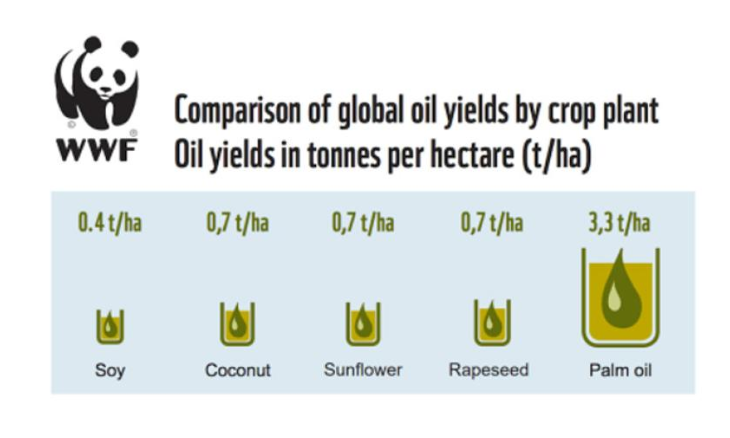 ©
®
WWF
Comparison of global oil yields by crop plant
Oil yields in tonnes per hectare (t/ha)
0.4 t/ha
0,7 t/ha
0,7 t/ha
0,7 t/ha
3,3 t/ha
Soy
Coconut
Sunflower
Rapeseed
Palm oil